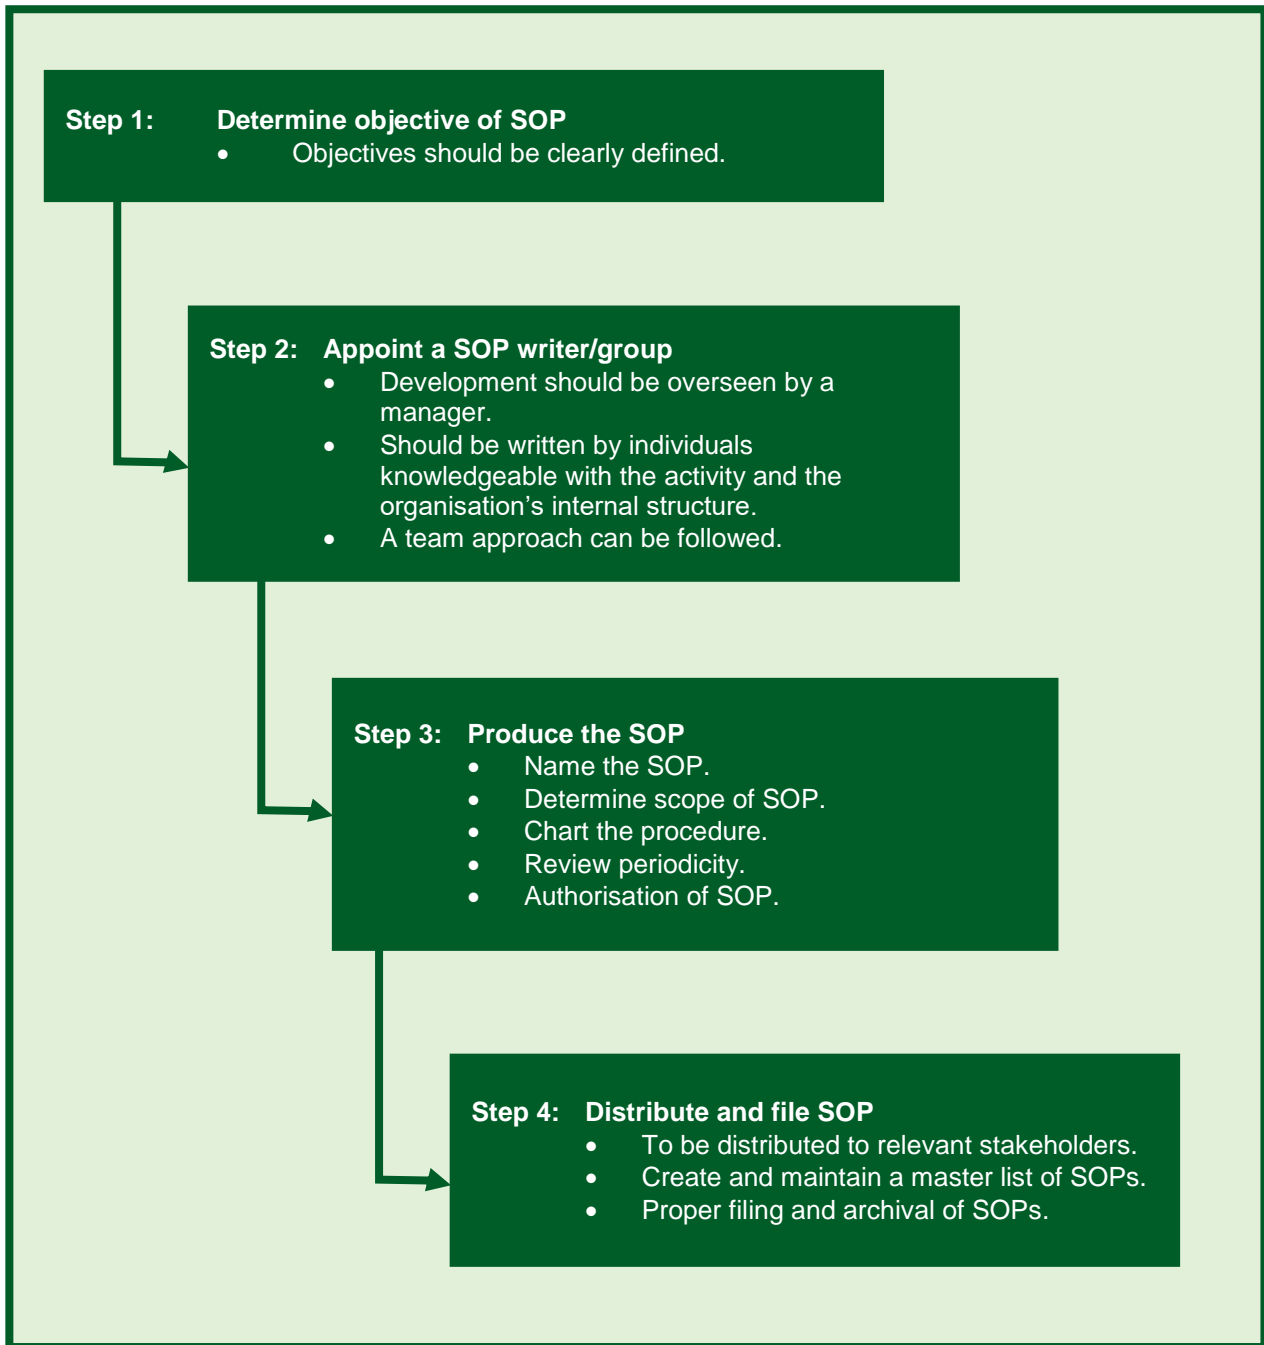 Step 1: Determine objective of SOP
• Objectives should be clearly defined.
Step 2: Appoint a SOP writer/group
• Development should be overseen by a
manager.
• Should be written by individuals
knowledgeable with the activity and the
organisation’s internal structure.
• A team approach can be followed.
Step 3: Produce the SOP
• Name the SOP.
• Determine scope of SOP.
• Chart the procedure.
• Review periodicity.
• Authorisation of SOP.
Step 4: Distribute and file SOP
• To be distributed to relevant stakeholders.
• Create and maintain a master list of SOPs.
• Proper filing and archival of SOPs.